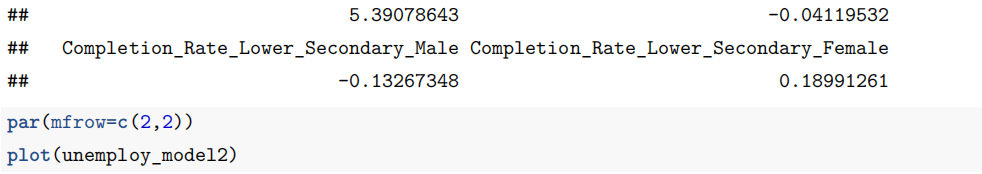 ## 5.39078643 -0.04119532
## Completion_Rate_Lower_Secondary_Male Completion_Rate_Lower_Secondary_Female
## -0.13267348 0.18991261
par(mfrow=c(2,2))
plot(unemploy_model2)